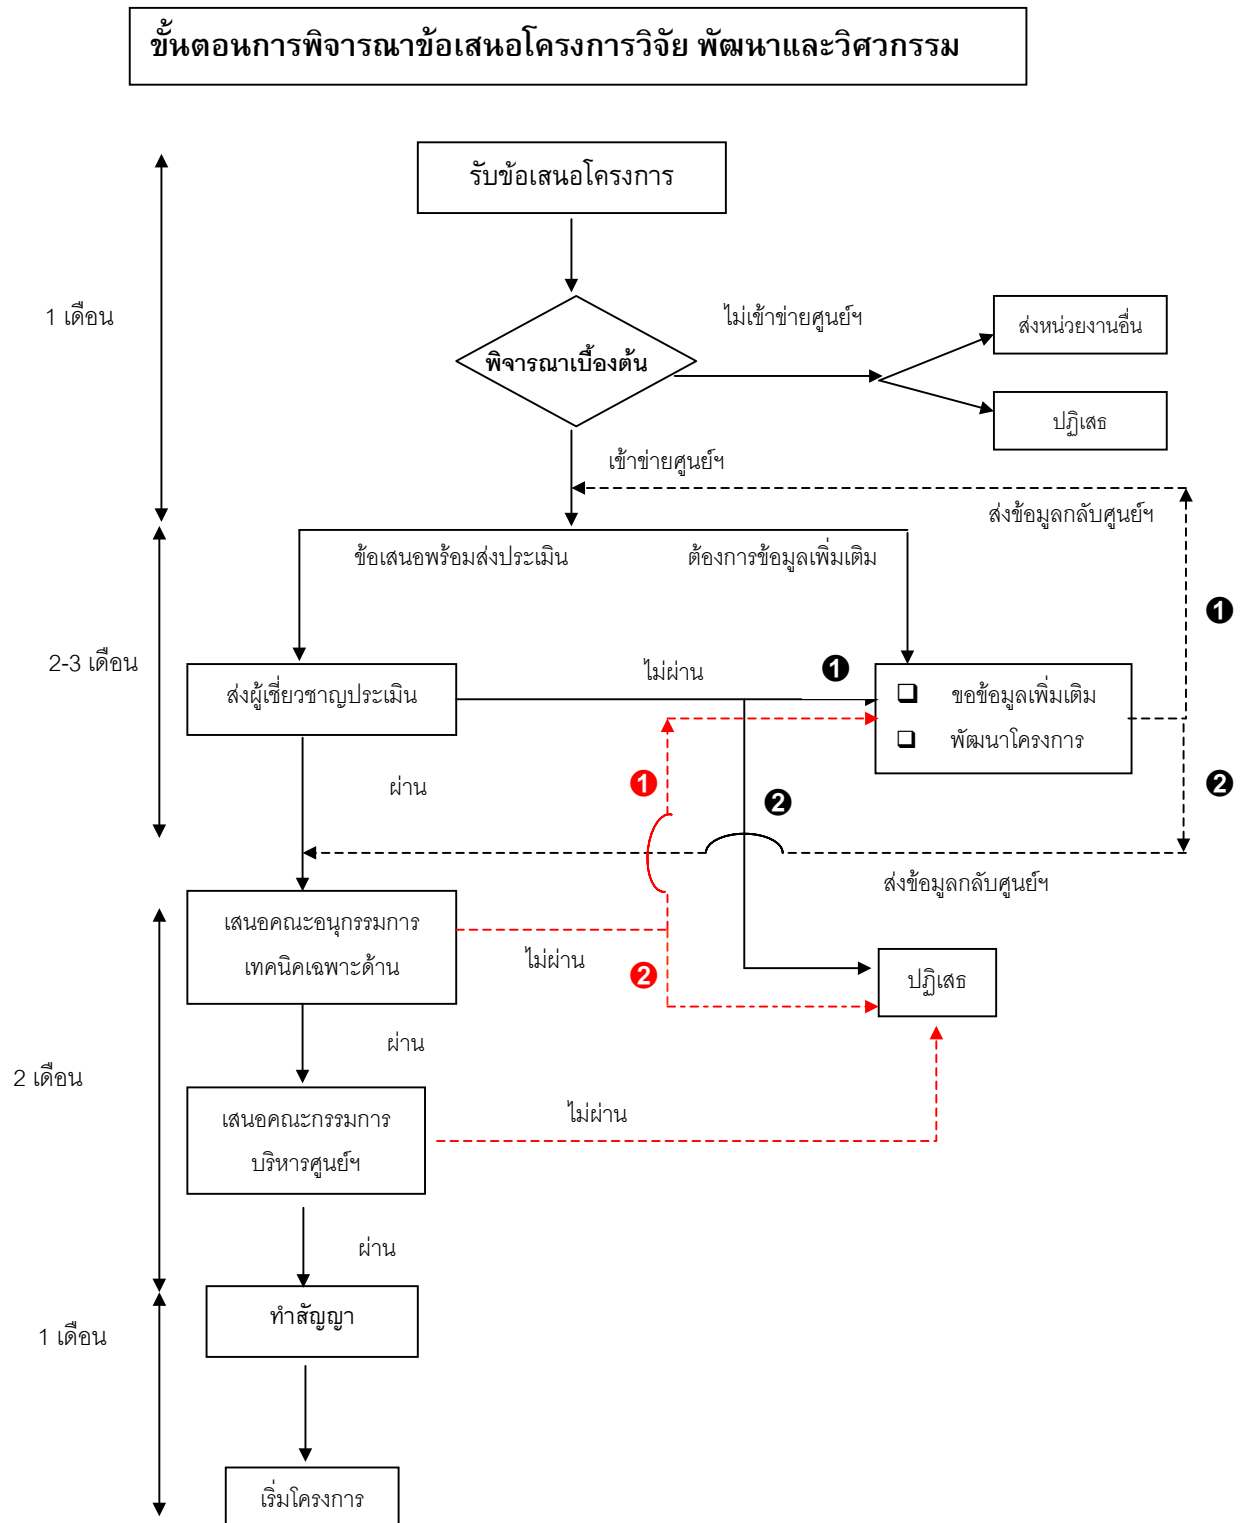 ขั้นตอนการพิจารณาข้อเสนอโครงการวิจัย พัฒนาและวิศวกรรม
รับข้อเสนอโครงการ
1 เดือน
ไม่เข้าข่ายศูนย์ฯ
ส่งหน่วยงานอื่น
พิจารณาเบื้องต้น
ปฏิเสธ
เข้าข่ายศูนย์ฯ
ส่งข้อมูลกลับศูนย์ฯ
ข้อเสนอพร้อมส่งประเมิน
ต้องการข้อมูลเพิ่มเติม
❶
2-3 เดือน
ไม่ผ่าน
❶
ส่งผู้เชี่ยวชาญประเมิน
❑ ขอข้อมูลเพิ่มเติม
❑ พัฒนาโครงการ
ผ่าน
❶
❷
❷
ส่งข้อมูลกลับศูนย์ฯ
เสนอคณะอนุกรรมการ
เทคนิคเฉพาะด้าน
ไม่ผ่าน
❷
ปฏิเสธ
ผ่าน
2 เดือน
เสนอคณะกรรมการ
บริหารศูนย์ฯ
ไม่ผ่าน
ผ่าน
ทำสัญญา
1 เดือน
เริ่มโครงการ